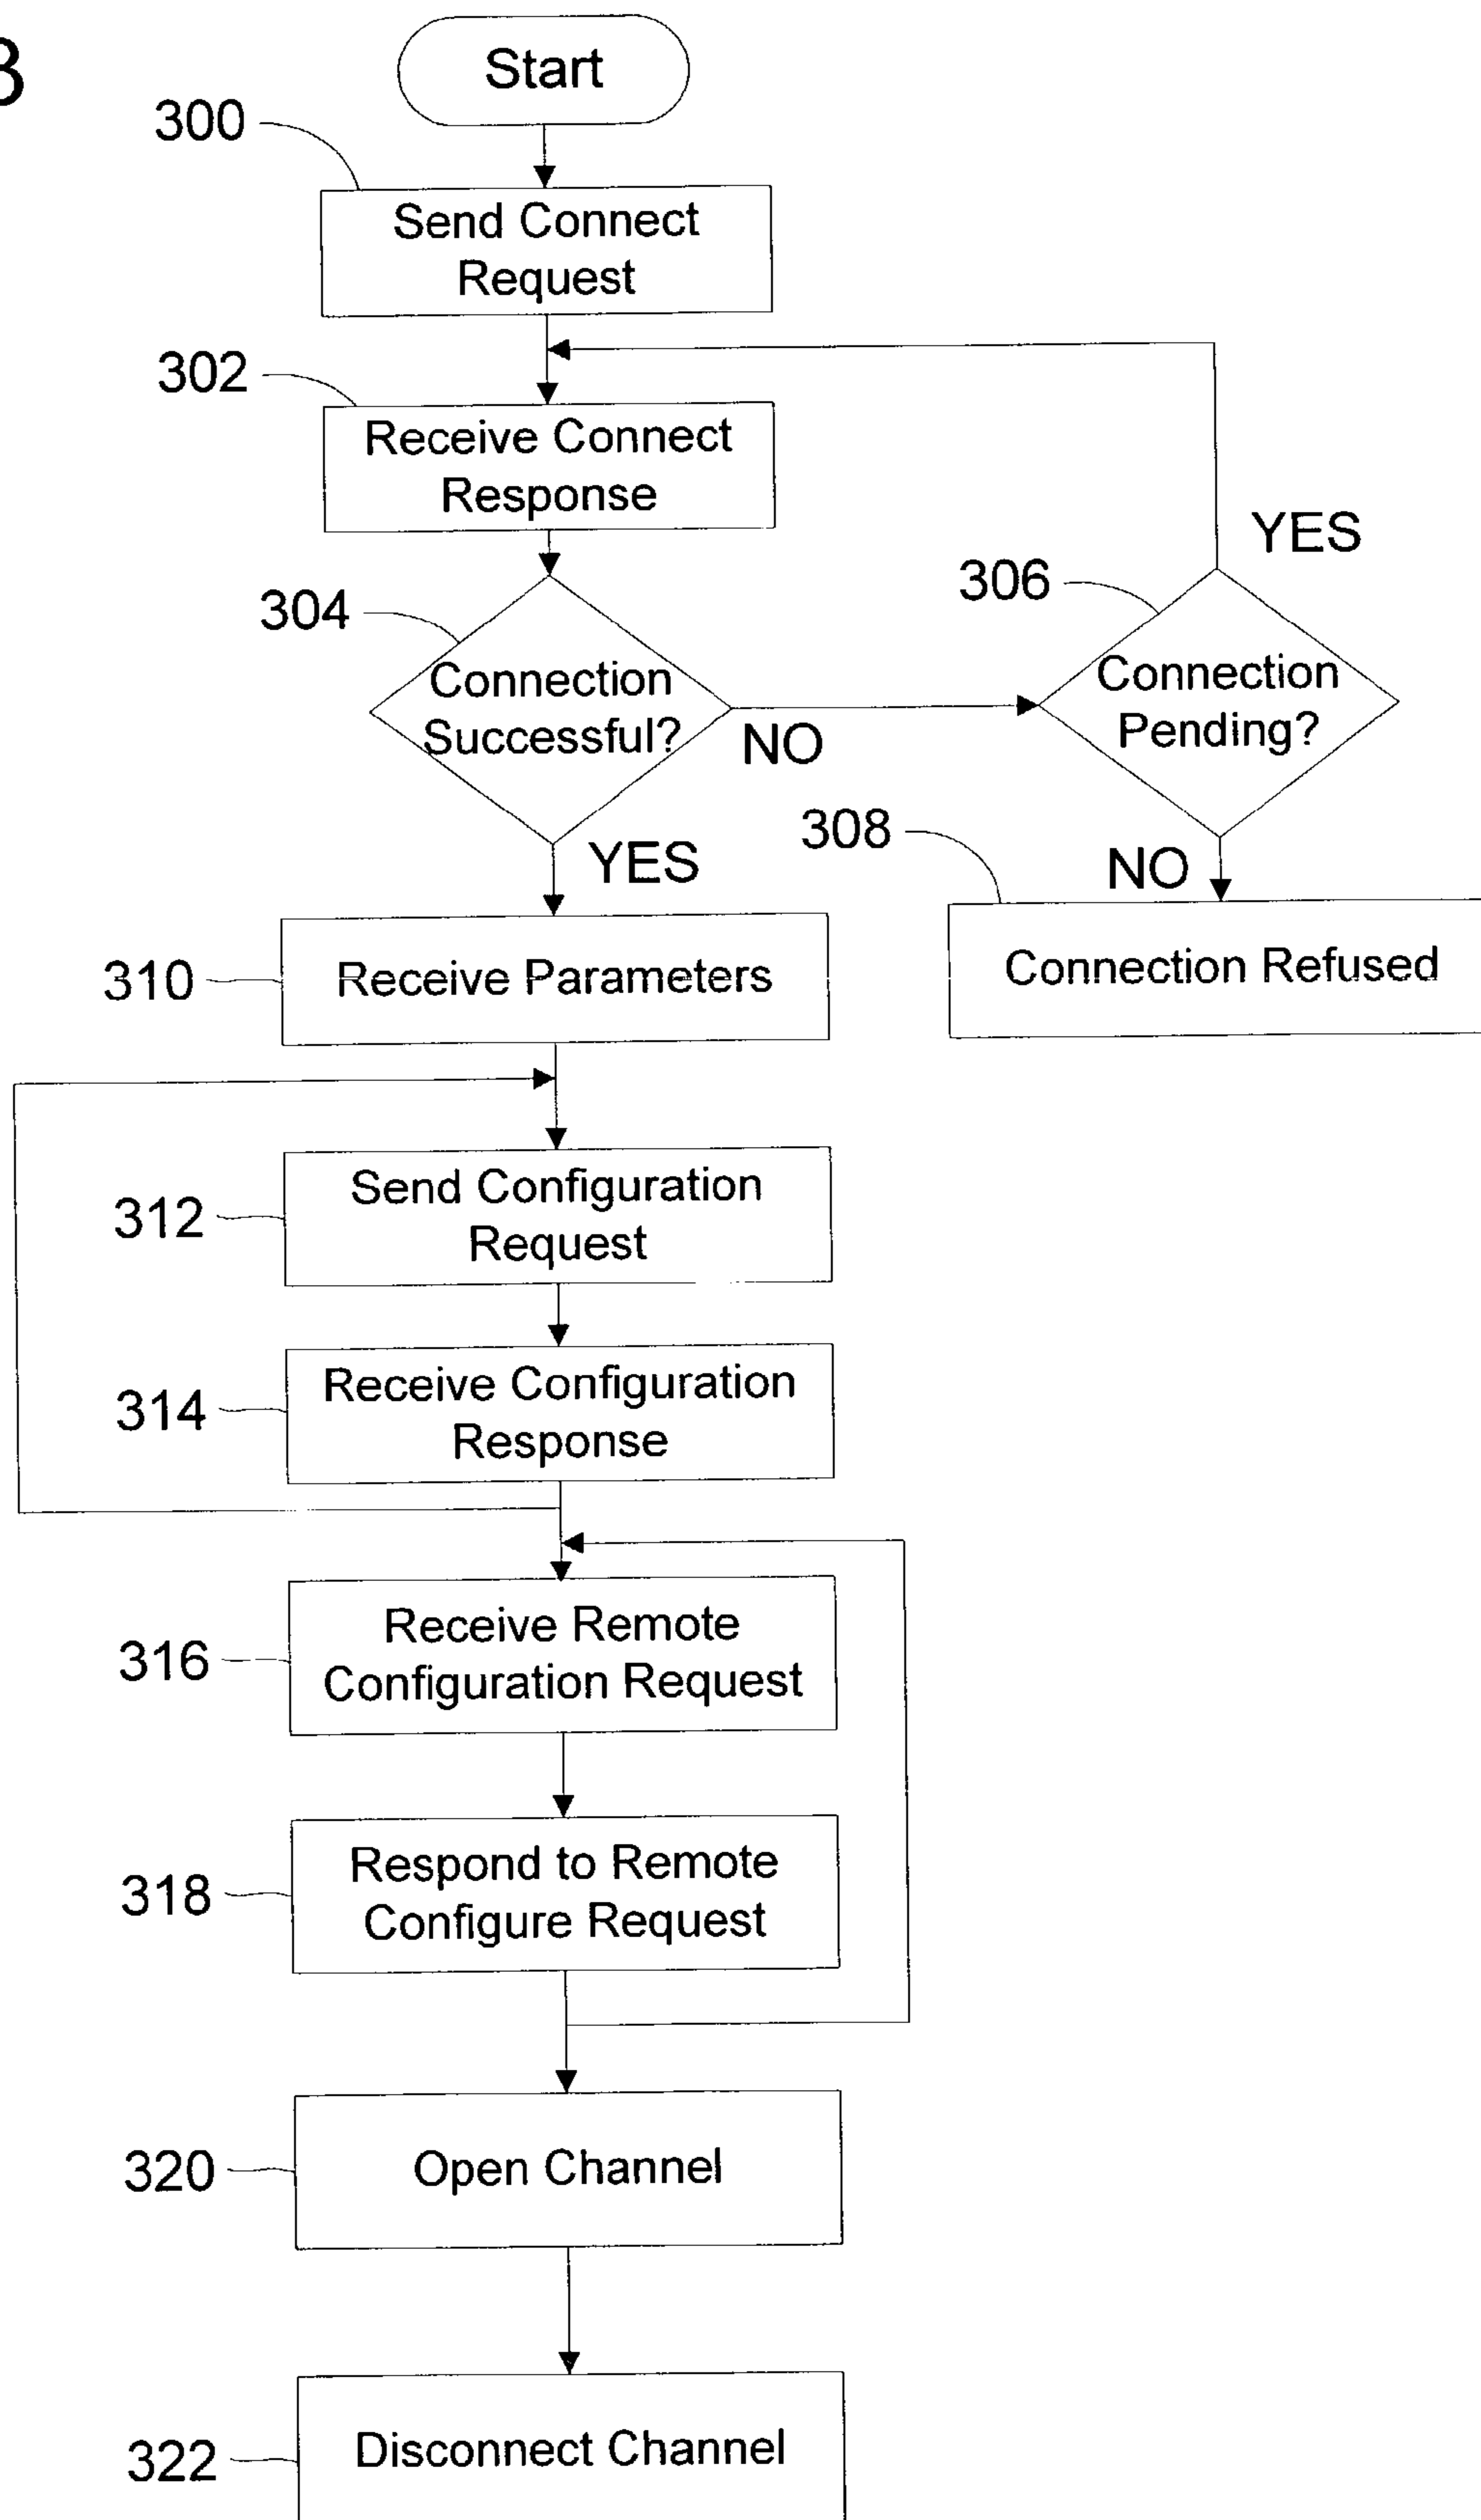 Start
300
Send Connect
Request
302
Receive Connect
Response
304
Connection
Successful?
NO
306
Connection
Pending?
YES
YES
308
NO
Connection Refused
310
Receive Parameters
312
Send Configuration
Request
314
Receive Configuration
Response
316
Receive Remote
Configuration Request
318
Respond to Remote
Configure Request
320
Open Channel
322
Disconnect Channel